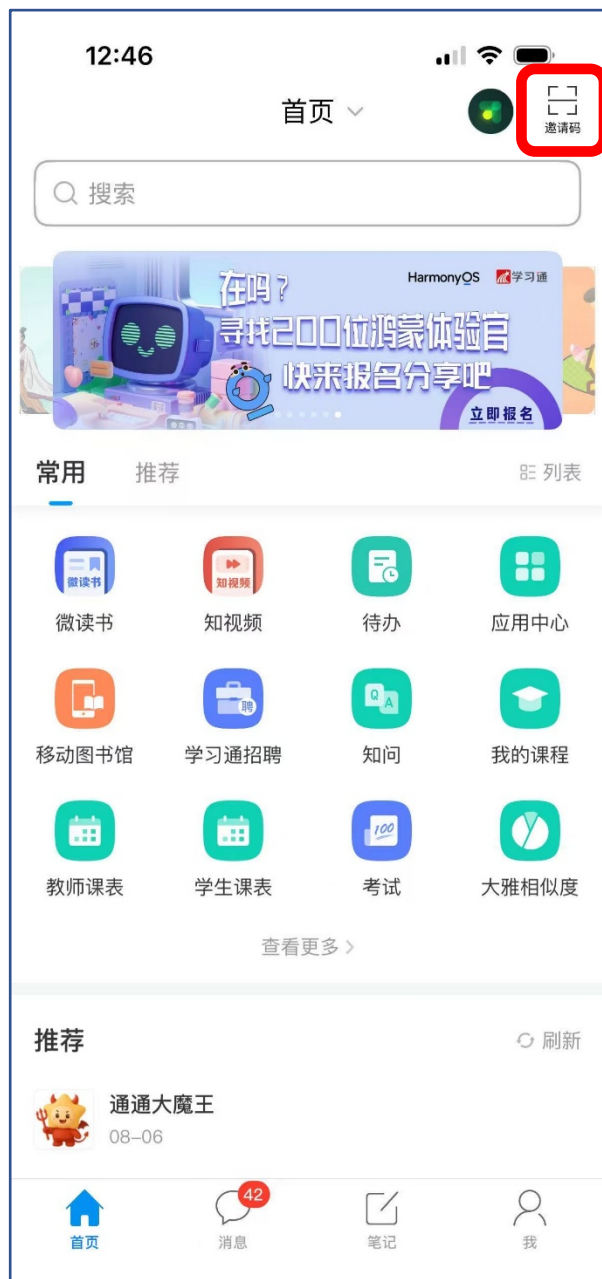 12:46
首页
邀请码
搜索
在吗？
HarmonyOS 学习通
寻找200位鸿蒙体验官
快来报名分享吧
立即报名
常用 推荐 列表
微读书 知视频
微读书 知视频 待办 应用中心
聘 Q A
移动图书馆 学习通招聘 知问 我的课程
100
教师课表 学生课表 考试 大雅相似度
查看更多
推荐 刷新
通通大魔王
08-06
42
首页 消息 笔记 我